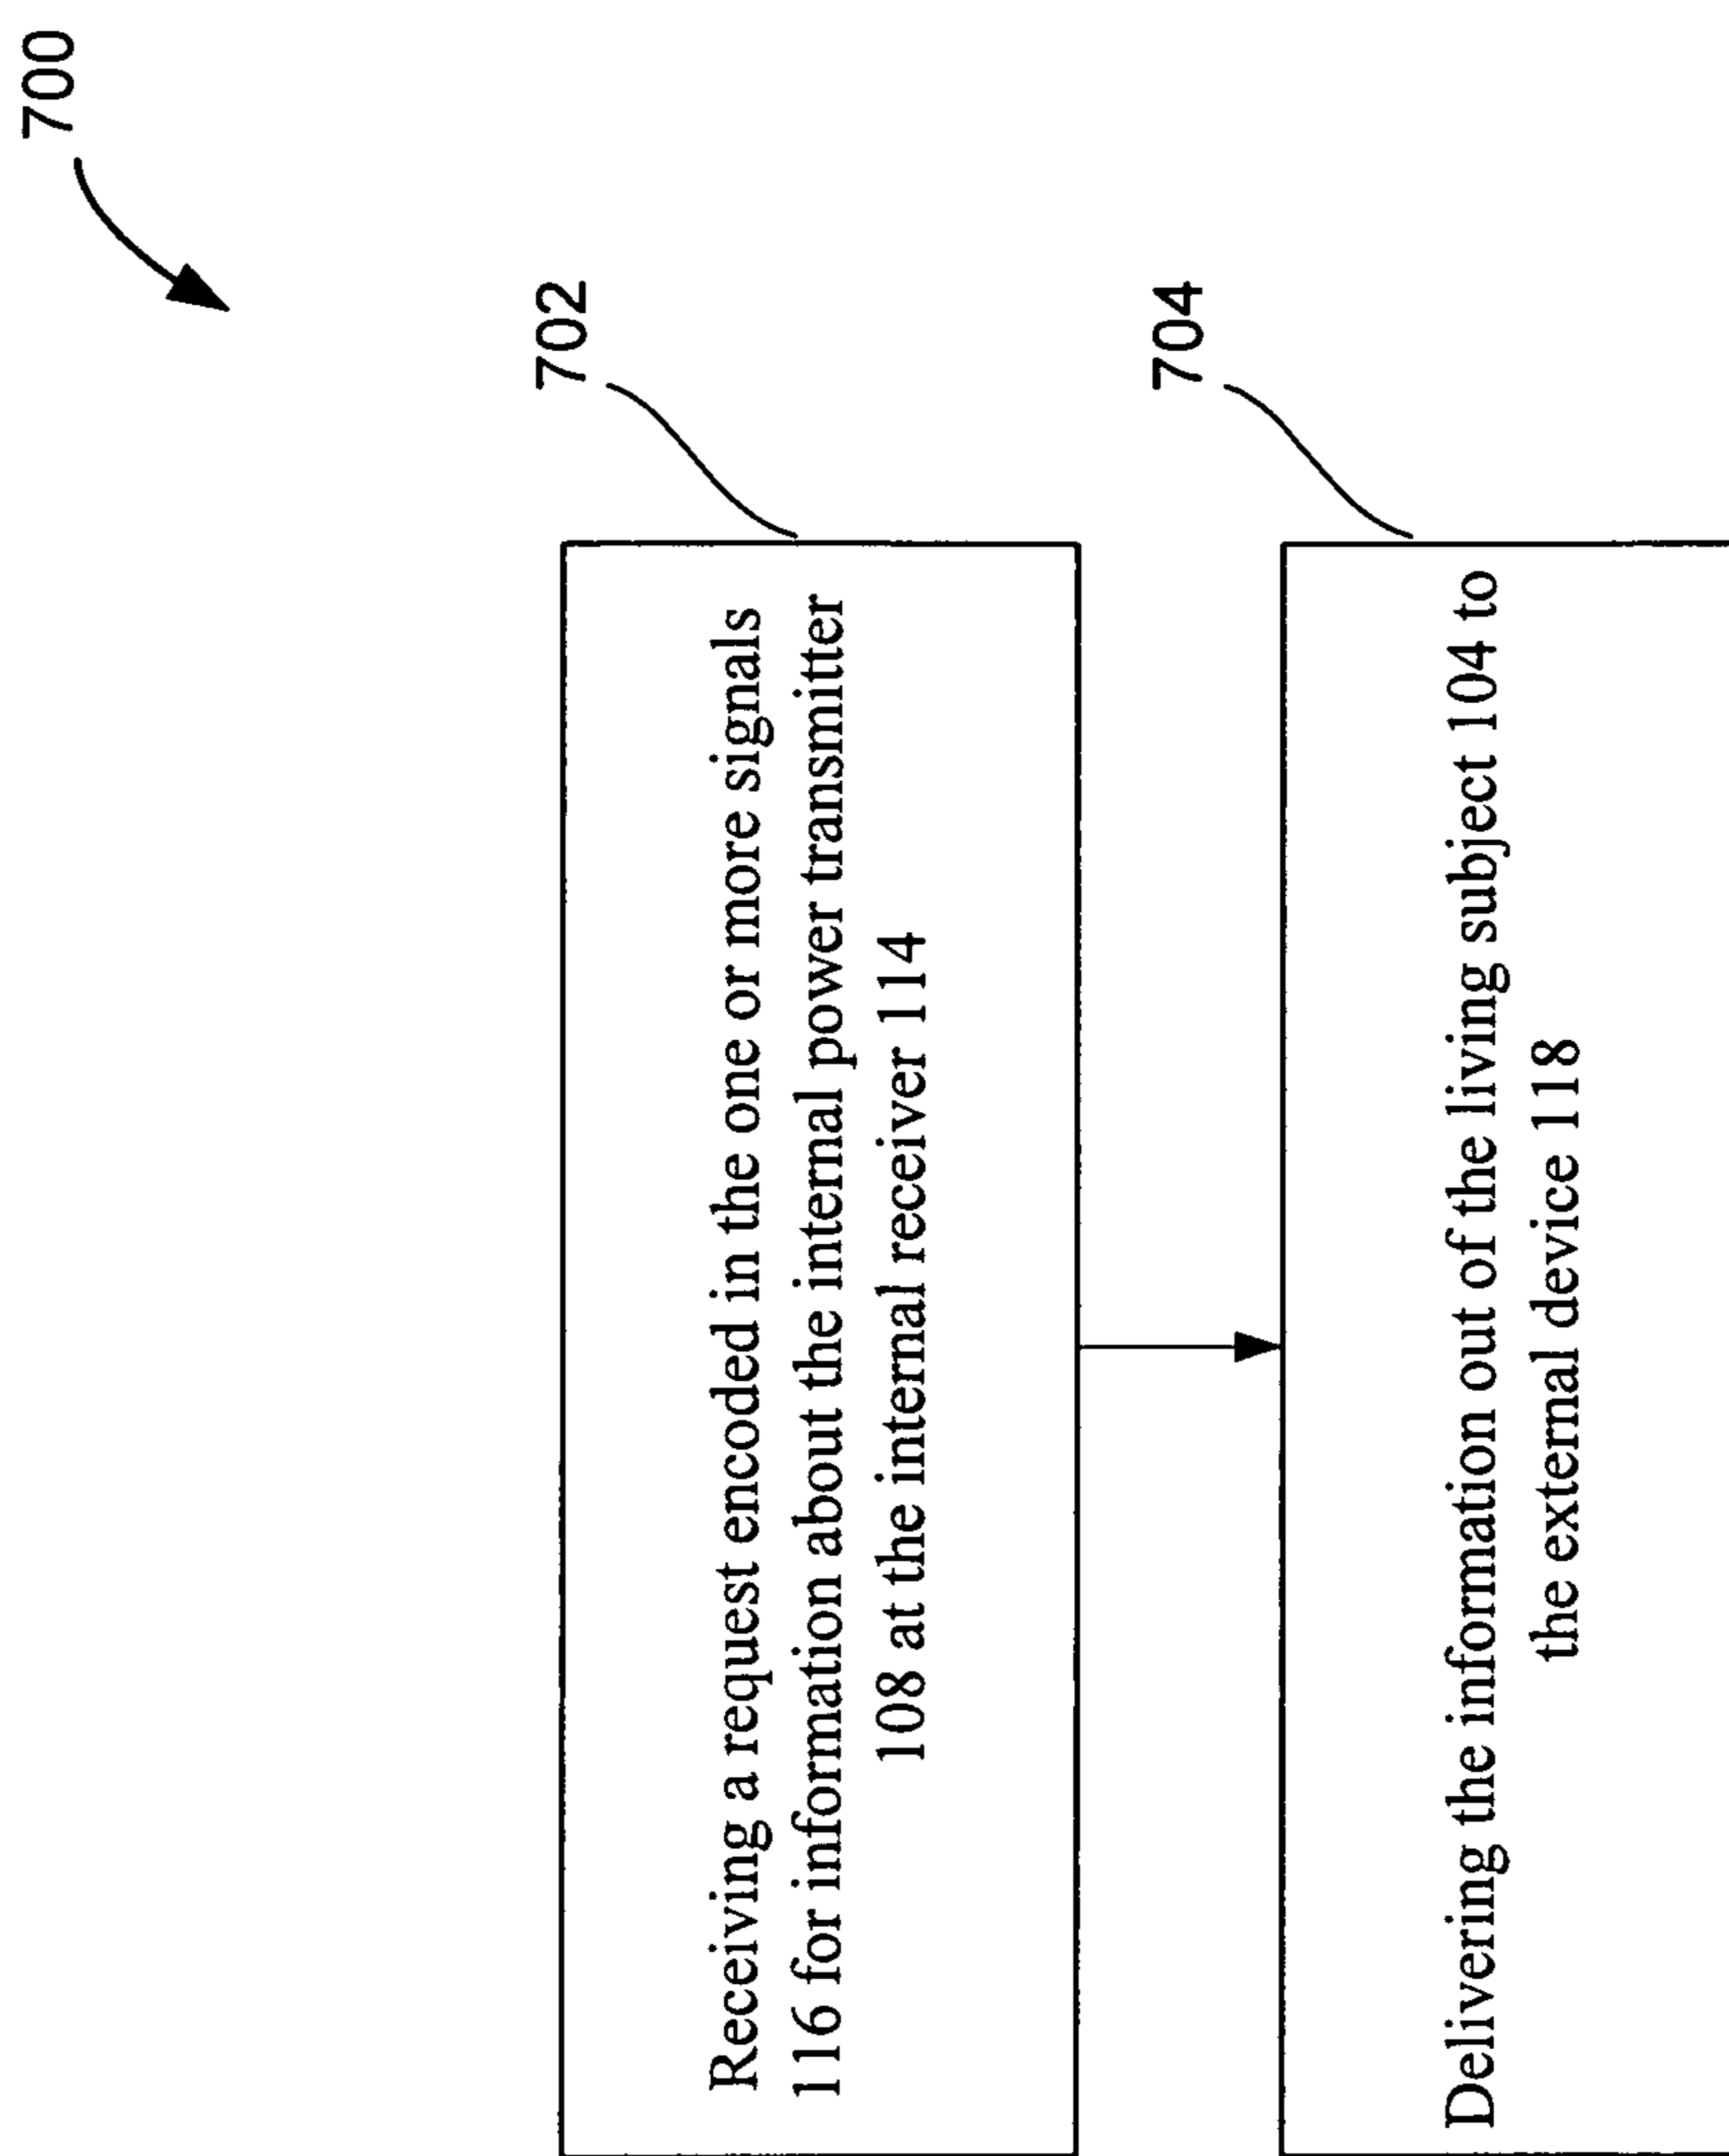 700
702
Receiving a request encoded in the one or more signals
116 for information about the internal power transmitter
108 at the internal receiver 114
704
Delivering the information out of the living subject 104 to
the external device 118